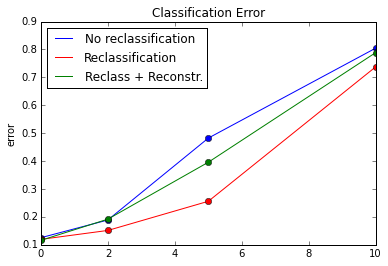 Classification Error
0.9
0.8
0.7
0.6
0.5
0.4
0.3
0.2
0.1
error
No reclassification
Reclassification
Reclass + Reconstr.
0 2 4 6 8 10